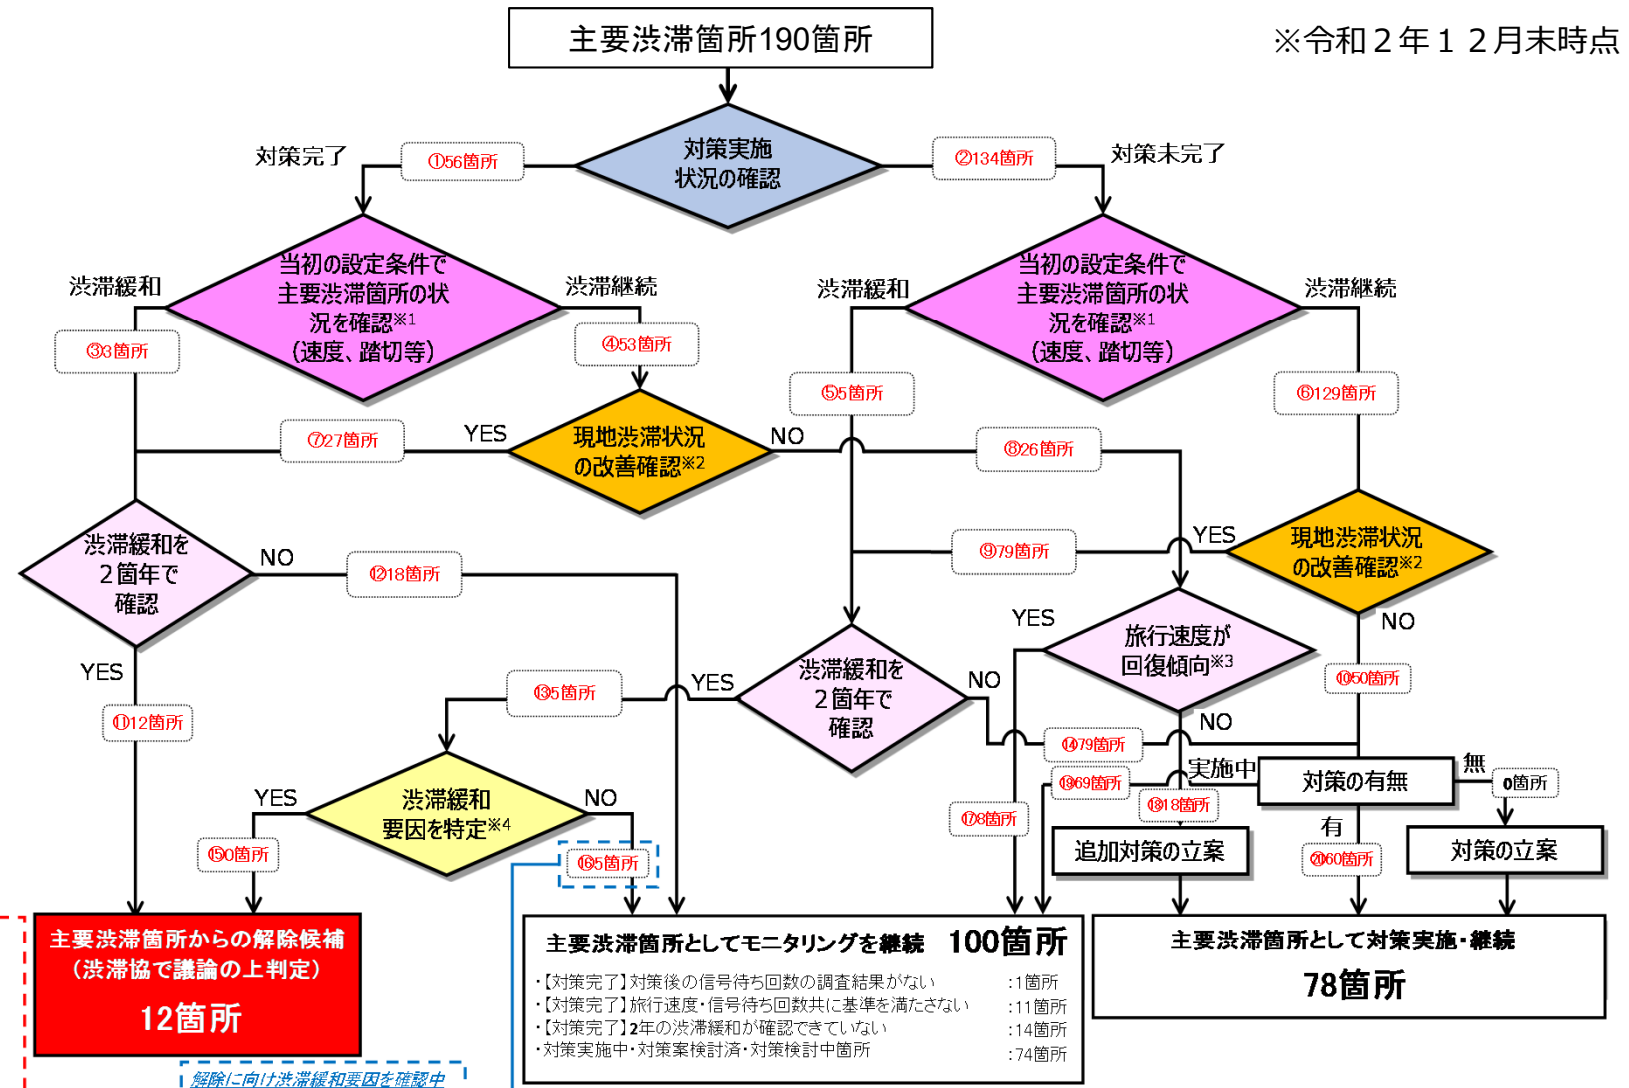 主要渋滞箇所190箇所
※令和２年１２月末時点
対策実施
状況の確認
対策完了
①56箇所
②134箇所
対策未完了
当初の設定条件で
主要渋滞箇所の状
況を確認※1
（速度、踏切等）
渋滞緩和
渋滞継続
③3箇所
④53箇所
当初の設定条件で
主要渋滞箇所の状
況を確認※1
（速度、踏切等）
渋滞緩和
渋滞継続
⑤5箇所
⑥129箇所
現地渋滞状況
の改善確認※2
YES
⑦27箇所
NO
⑧26箇所
現地渋滞状況
の改善確認※2
YES
⑨79箇所
NO
⑩50箇所
渋滞緩和を
２箇年で
確認
NO
⑫18箇所
YES
⑪12箇所
旅行速度が
回復傾向※3
YES
NO
渋滞緩和を
２箇年で
確認
YES
⑬5箇所
NO
⑭79箇所
渋滞緩和
要因を特定※4
YES
NO
⑮0箇所
⑯5箇所
⑰8箇所
⑱18箇所
実施中
⑲69箇所
対策の有無
無
0箇所
有
⑳60箇所
追加対策の立案
対策の立案
主要渋滞箇所からの解除候補
（渋滞協で議論の上判定）
12箇所
主要渋滞箇所としてモニタリングを継続 100箇所
・【対策完了】対策後の信号待ち回数の調査結果がない :1箇所
・【対策完了】旅行速度・信号待ち回数共に基準を満たさない :11箇所
・【対策完了】2年の渋滞緩和が確認できていない :14箇所
・対策実施中・対策案検討済・対策検討中箇所 :74箇所
主要渋滞箇所として対策実施・継続
78箇所
解除に向け渋滞緩和要因を確認中